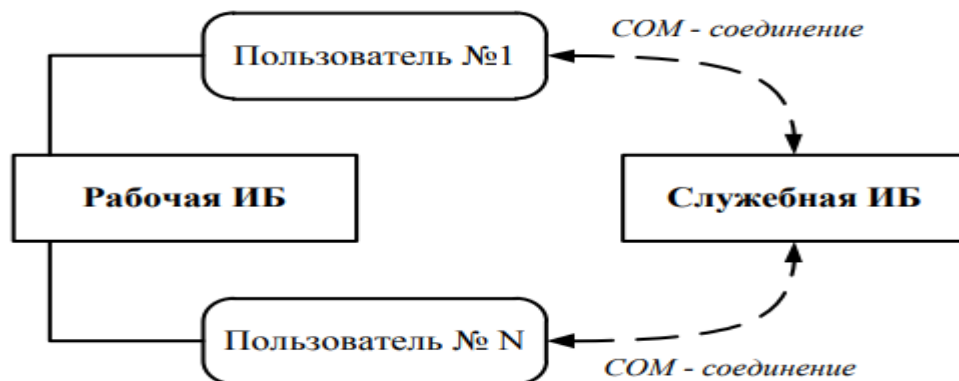 COM - соединение
Пользователь №1
Рабочая ИБ
Служебная ИБ
Пользователь № N
COM - соединение